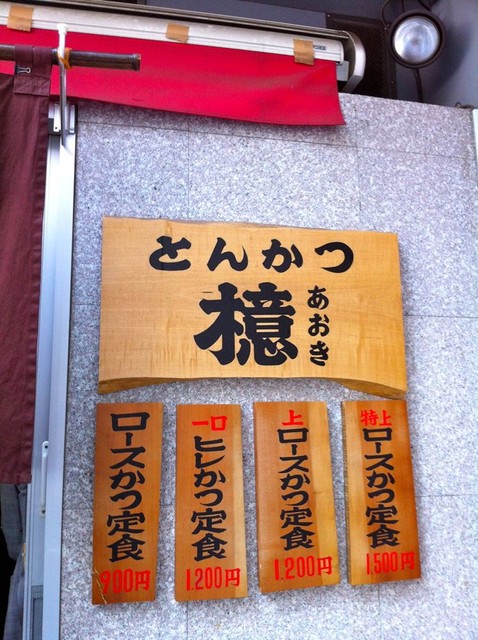 とんかつ
檍
あおき
ロースかつ定食
900円
一口
ヒレかつ定食
1.200円
上
ロースかつ定食
1.200円
特上
ロースかつ定食
1.500円